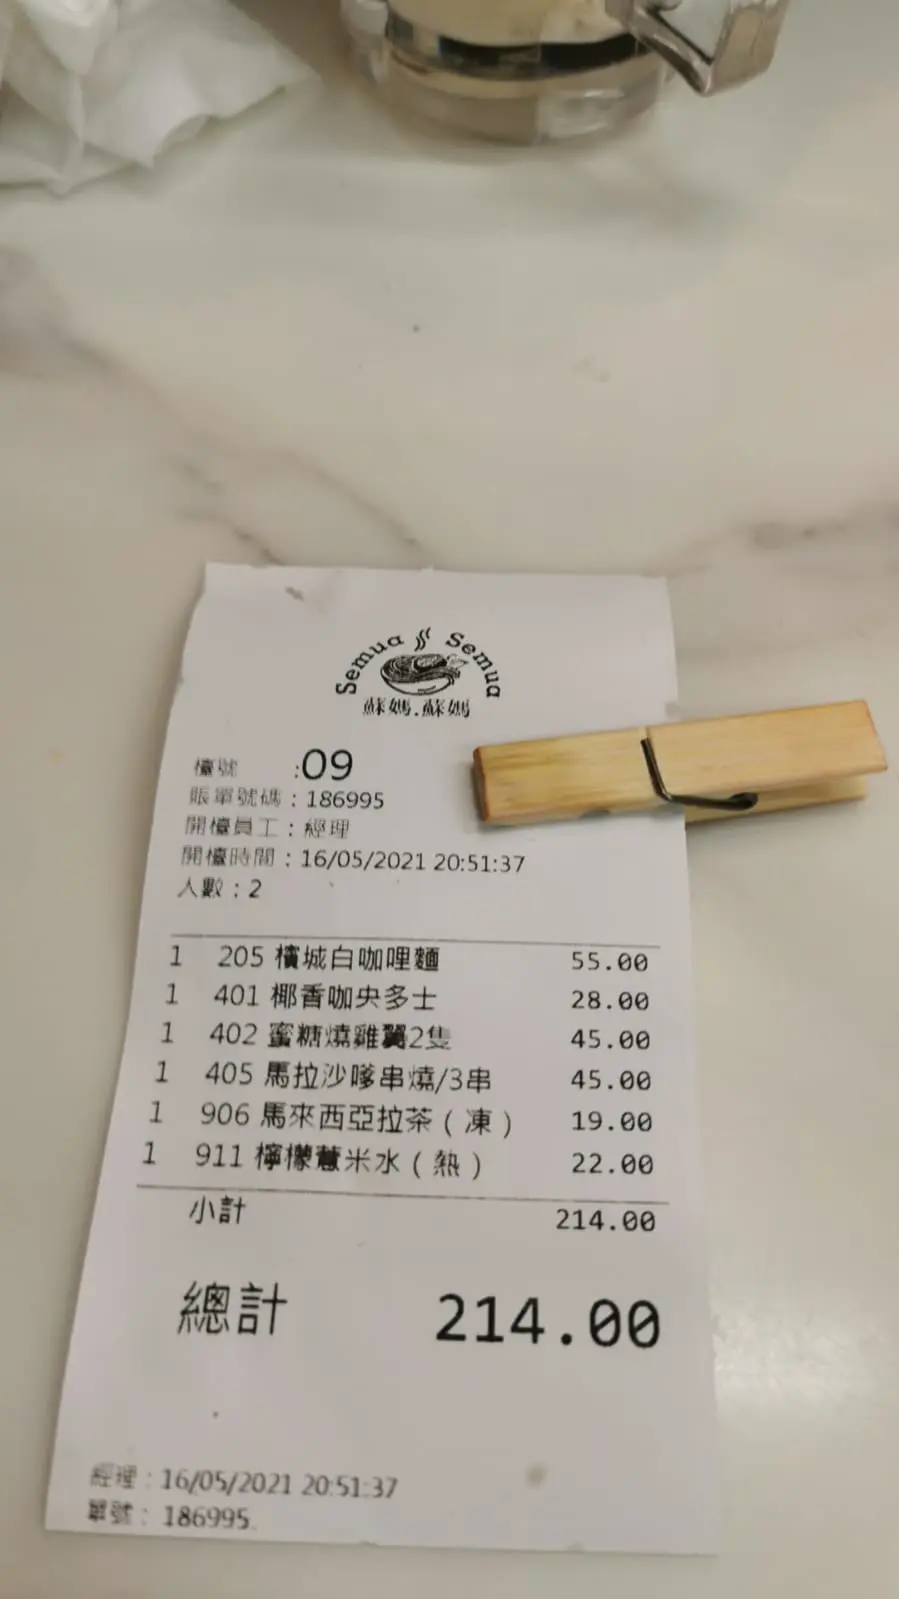 Semua Semua
蘇媽.蘇媽
檯號 :09
賬單號碼：186995
開檯員工：經理
開檯時間：16/05/2021 20:51:37
人數：2
1 205 檳城白咖哩麵 55.00
1 401 椰香咖央多士 28.00
1 402 蜜糖燒雞翼2隻 45.00
1 405 馬拉沙嗲串燒/3串 45.00
1 906 馬來西亞拉茶（凍） 19.00
1 911 檸檬薏米水（熱） 22.00
小計 214.00
總計 214.00
經理：16/05/2021 20:51:37
單號：186995